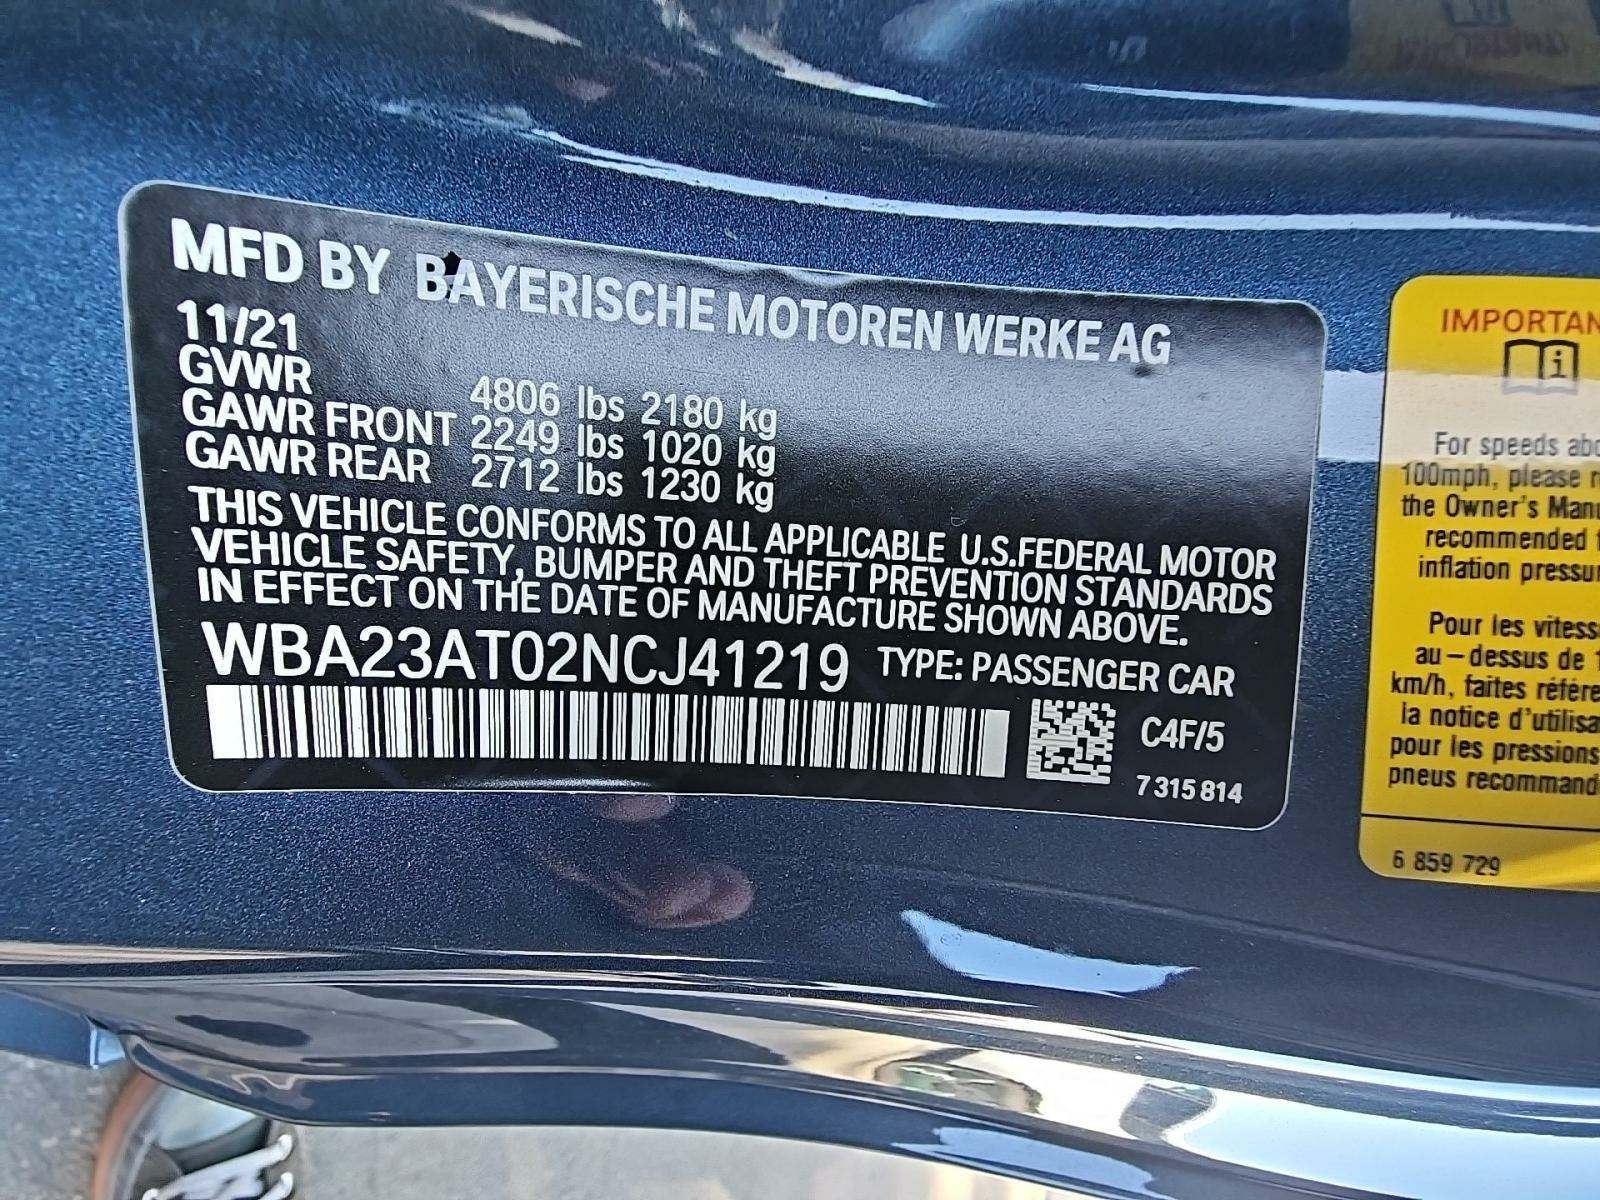 MFD BY BAYERISCHE MOTOREN WERKE AG
11/21
GVWR 4806 lbs 2180 kg
GAWR FRONT 2249 lbs 1020 kg
GAWR REAR 2712 lbs 1230 kg
THIS VEHICLE CONFORMS TO ALL APPLICABLE U.S.FEDERAL MOTOR
VEHICLE SAFETY, BUMPER AND THEFT PREVENTION STANDARDS
IN EFFECT ON THE DATE OF MANUFACTURE SHOWN ABOVE.
WBA23AT02NCJ41219 TYPE: PASSENGER CAR
C4F/5
7 315 814
IMPORTAN
i
For speeds abo
100mph, please r
the Owner's Manu
recommended
inflation pressu
Pour les vitess
au-dessus de 1
km/h, faites référe
la notice d'utilisa
pour les pressions
pneus recommand
6 859 729